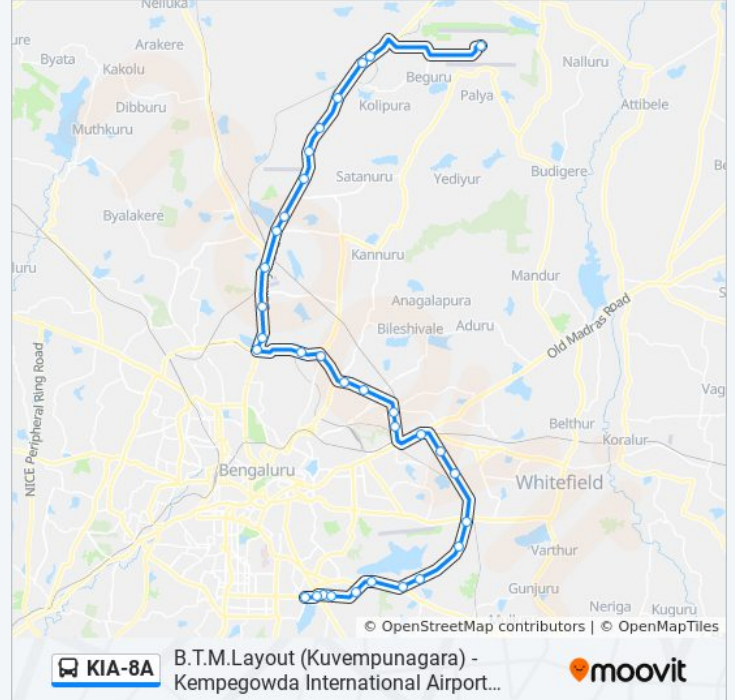 Nelluka
ure
Arakere
Byata
Kakolu
Nalluru
Beguru
Palya
Kolipura
Attibele
Dibburu
Muthkuru
Satanuru
Yediyur
Budigere
Be
Byalakere
Kannuru
luru
Mandur
Anagalapura
Old Madras Road
Bileshivale
Aduru
NICE Peripheral Ring Road
Vag
Belthur
Koralur
Bengaluru
Whitefield
Varthur
Gunjuru
Neriga
Kuguru
© OpenStreetMap contributors | © OpenMapTiles
KIA-8A
B.T.M.Layout (Kuvempunagara) -
Kempegowda International Airport...
moovit